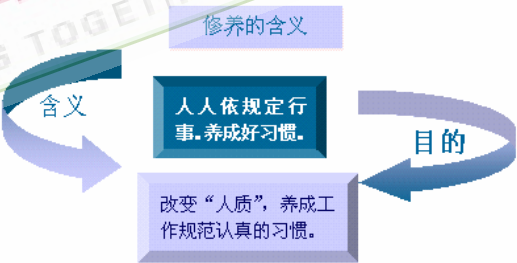 G TOGETH
修养的含义
含义
人人依规定行
事.养成好习惯.
目的
改变“人质”，养成工
作规范认真的习惯。